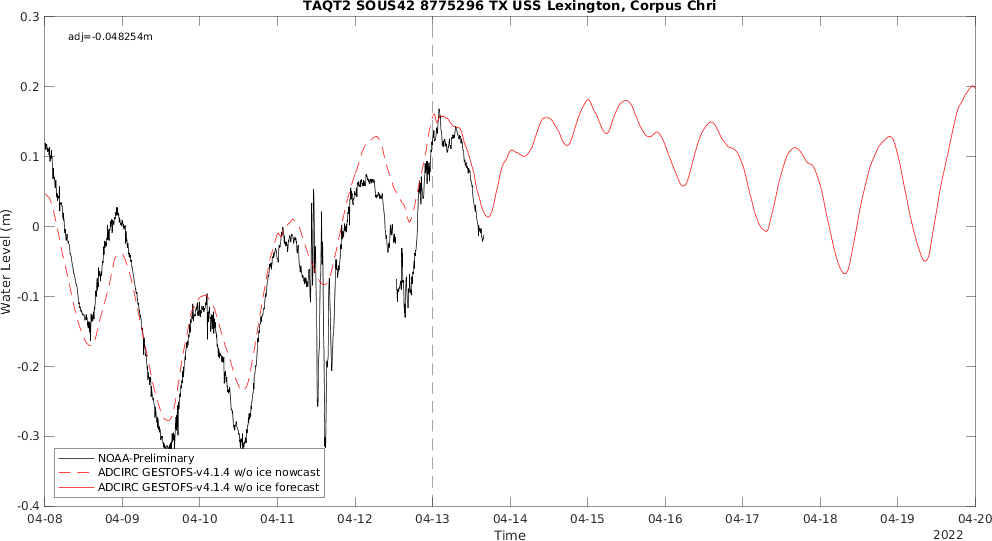 TAQT2 SOUS42 8775296 TX USS Lexington, Corpus Chri
adj=-0.048254m
0.3
0.2
0.1
0
-0.1
-0.2
-0.3
-0.4
Water Level (m)
NOAA-Preliminary
ADCIRC GESTOFS-v4.1.4 w/o ice nowcast
ADCIRC GESTOFS-v4.1.4 w/o ice forecast
04-08 04-09 04-10 04-11 04-12 04-13 04-14 04-15 04-16 04-17 04-18 04-19 04-20
Time
2022